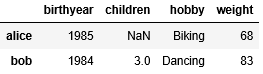 birthyear children hobby weight
alice 1985 NaN Biking 68
bob 1984 3.0 Dancing 83